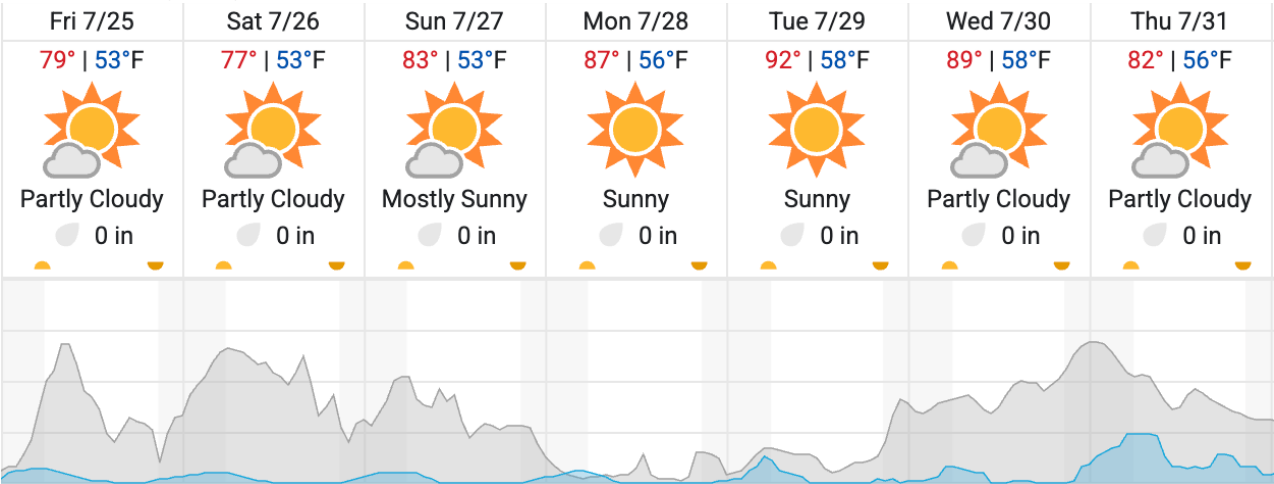 Fri 7/25 Sat 7/26 Sun 7/27 Mon 7/28 Tue 7/29 Wed 7/30 Thu 7/31
79° | 53°F 77° | 53°F 83° | 53°F 87° | 56°F 92° | 58°F 89° | 58°F 82° | 56°F
Partly Cloudy Partly Cloudy Mostly Sunny Sunny Sunny Partly Cloudy Partly Cloudy
0 in 0 in 0 in 0 in 0 in 0 in 0 in